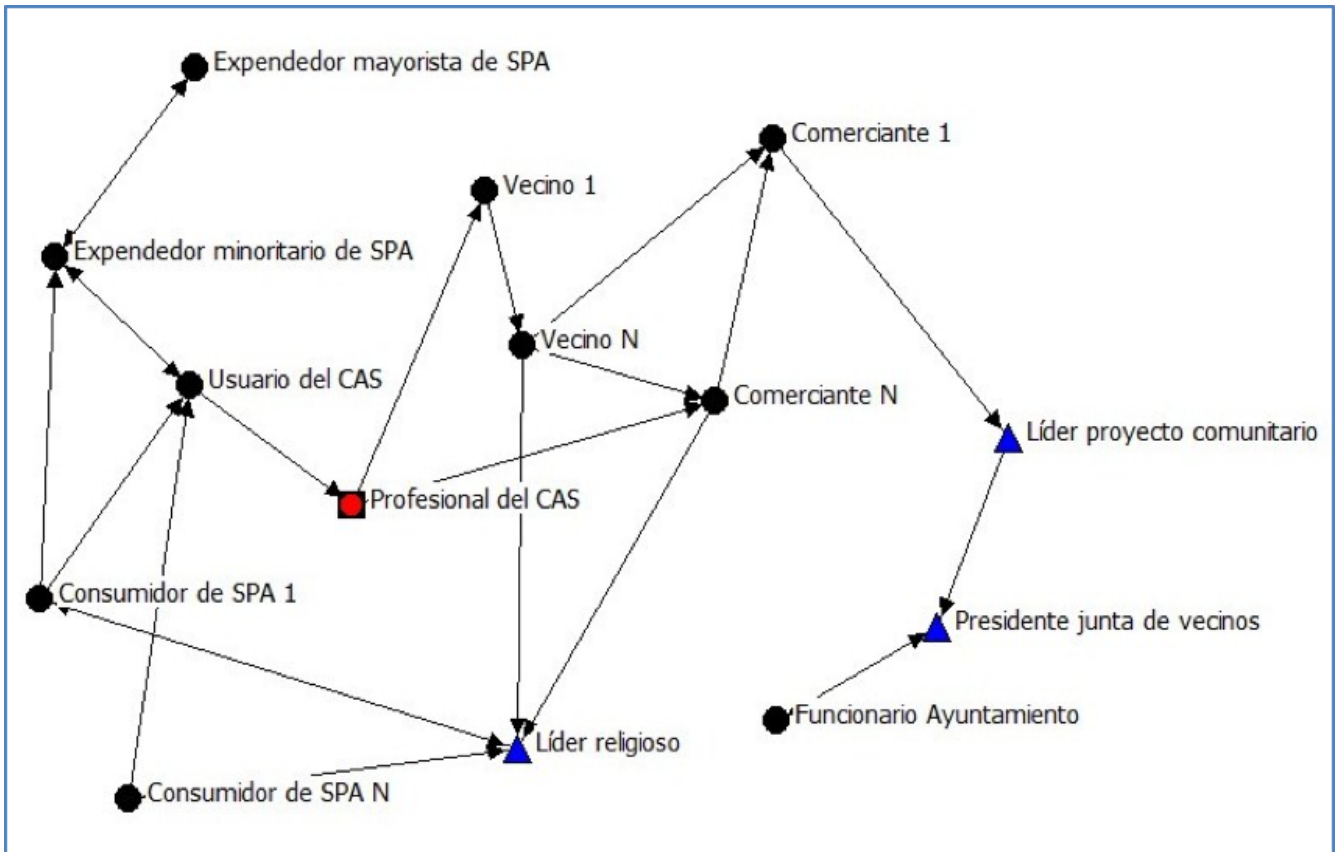 Expendedor mayorista de SPA
Comerciante 1
Vecino 1
Expendedor minoritario de SPA
Vecino N
Usuario del CAS
Comerciante N
Líder proyecto comunitario
Profesional del CAS
Consumidor de SPA 1
Presidente junta de vecinos
Funcionario Ayuntamiento
Líder religioso
Consumidor de SPA N